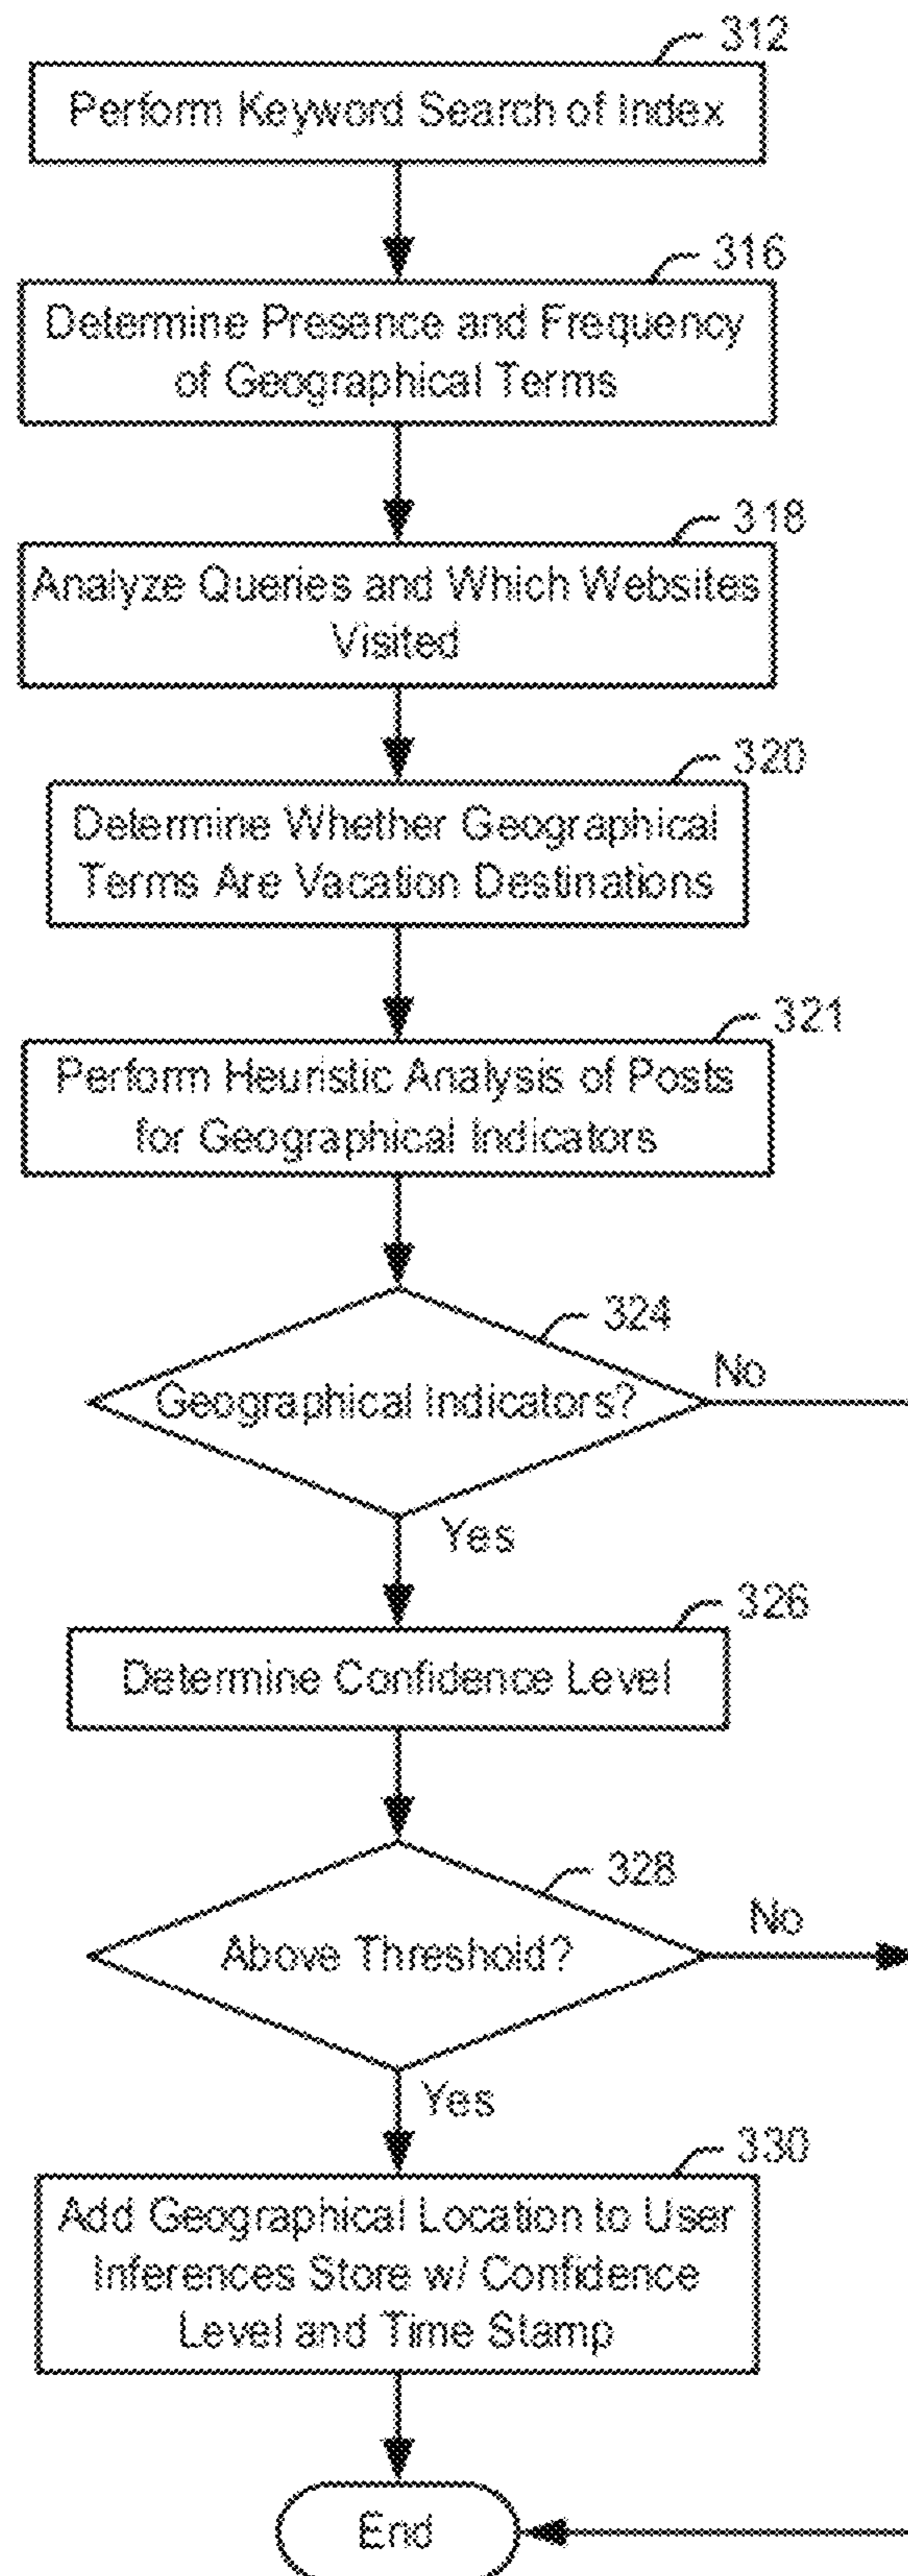 312
Perform Keyword Search of Index
316
Determine Presence and Frequency
of Geographical Terms
318
Analyze Queries and Which Websites
Visited
320
Determine Whether Geographical
Terms Are Vacation Destinations
321
Perform Heuristic Analysis of Posts
for Geographical Indicators
324
Geographical Indicators?
No
Yes
326
Determine Confidence Level
328
Above Threshold?
No
Yes
330
Add Geographical Location to User
Inferences Store w/ Confidence
Level and Time Stamp
End